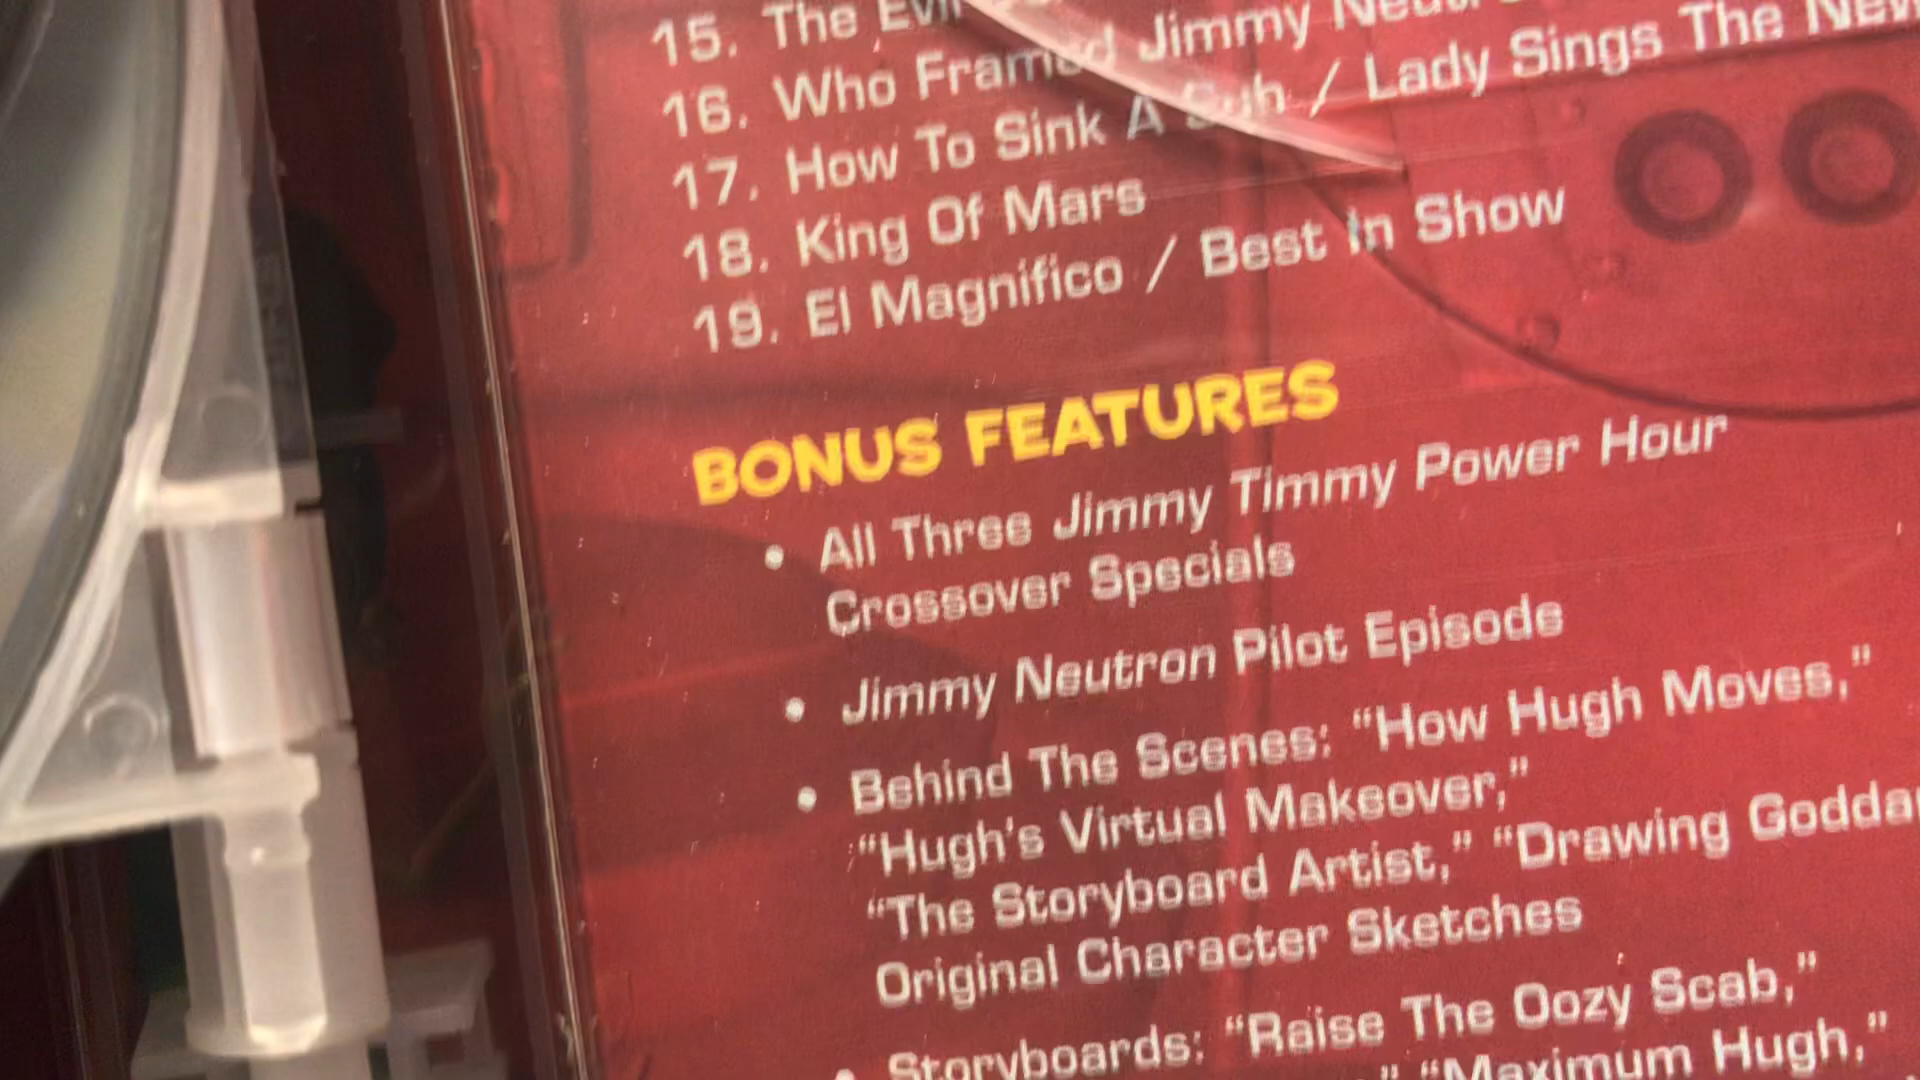 15. The Evil
16. Who Framed Jimmy
17. How To Sink A Sub / Lady Sings The
18. King Of Mars
19. El Magnifico / Best In Show
BONUS FEATURES
• All Three Jimmy Timmy Power Hour
Crossover Specials
• Jimmy Neutron Pilot Episode
• Behind The Scenes: “How Hugh Moves,”
“Hugh's Virtual Makeover,”
“The Storyboard Artist,” “Drawing
Original Character Sketches
• Storyboards: “Raise The Oozy Scab,”
“Maximum Hugh,”